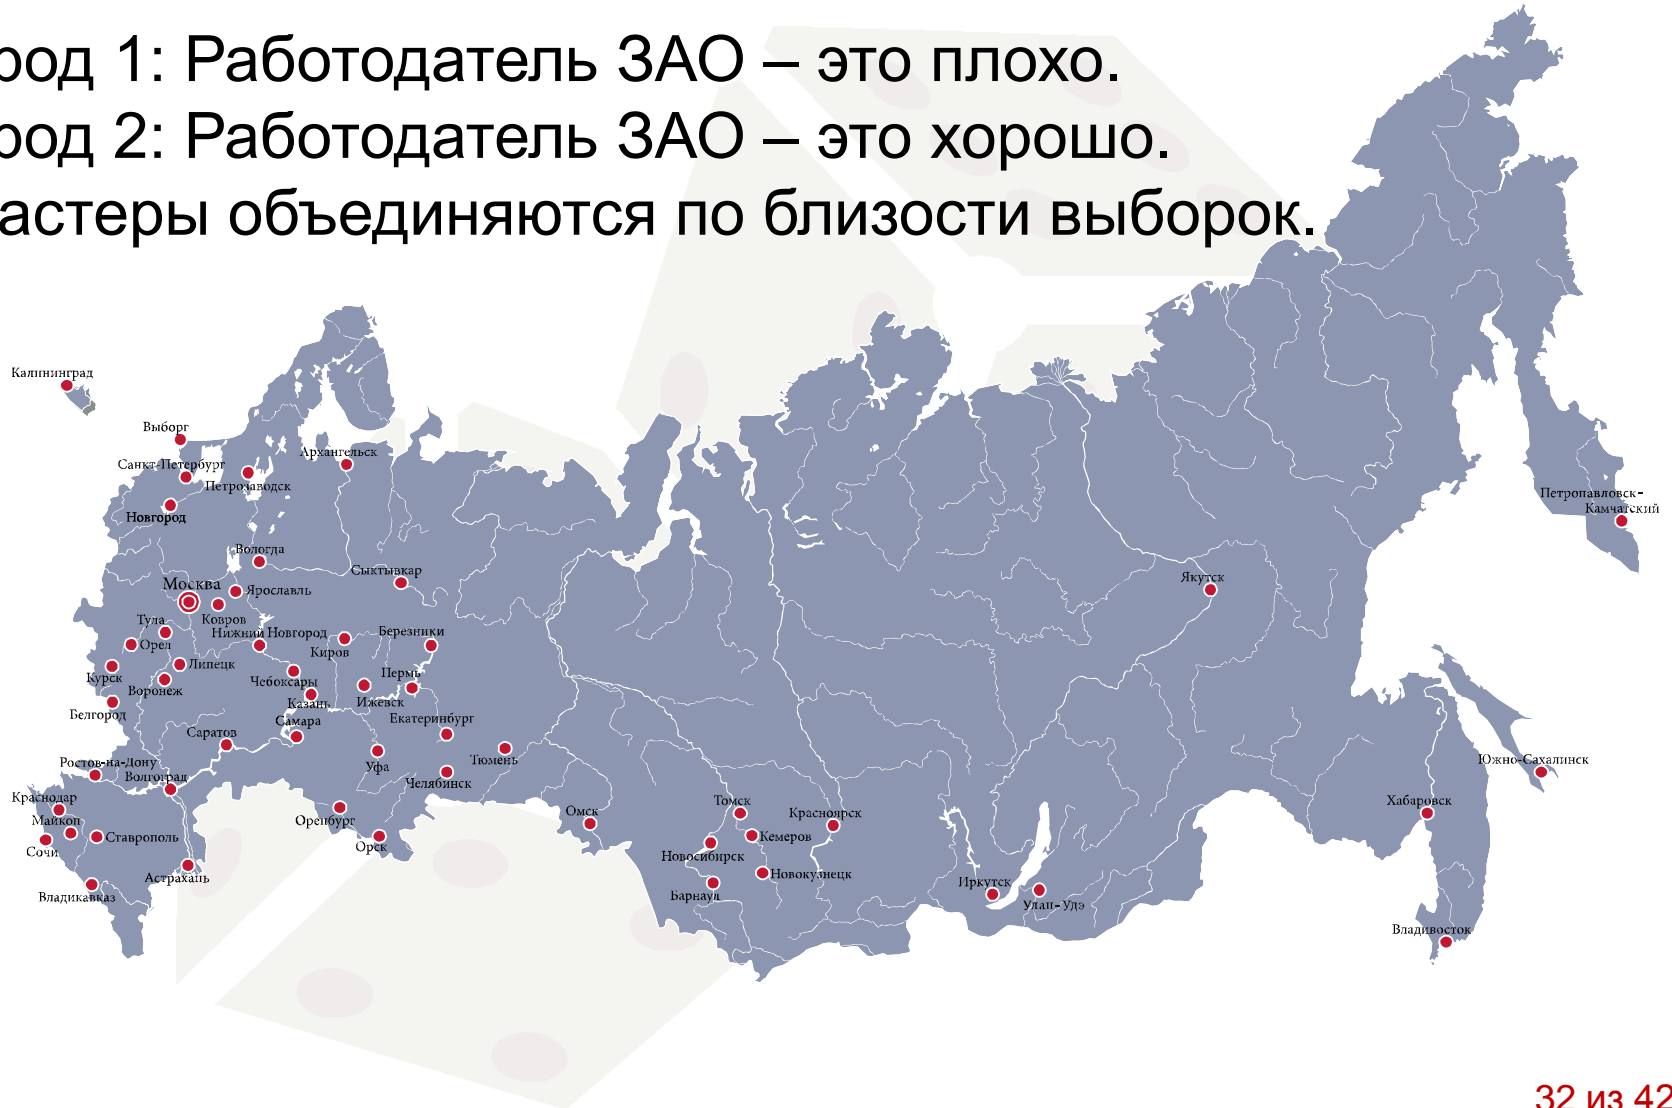 род 1: Работодатель ЗАО – это плохо.
род 2: Работодатель ЗАО – это хорошо.
астеры объединяются по близости выборок.
Калининград
Выборг
Санкт-Петербург
Архангельск
Петрозаводск
Новгород
Петропавловск-
Камчатский
Вологда
Сыктывкар
Якутск
Москва
Ярославль
Ковров
Тула
Нижний Новгород
Березники
Орел
Киров
Липецк
Курск
Чебоксары
Пермь
Воронеж
Казань
Ижевск
Белгород
Самара
Екатеринбург
Саратов
Ростов-на-Дону
Волгоград
Уфа
Тюмень
Челябинск
Южно-Сахалинск
Краснодар
Майкоп
Оренбург
Омск
Томск
Красноярск
Хабаровск
Сочи
Ставрополь
Орск
Кемеров
Новосибирск
Астрахань
Новокузнецк
Владикавказ
Барнаул
Иркутск
Улан-Удэ
Владивосток
32 из 42